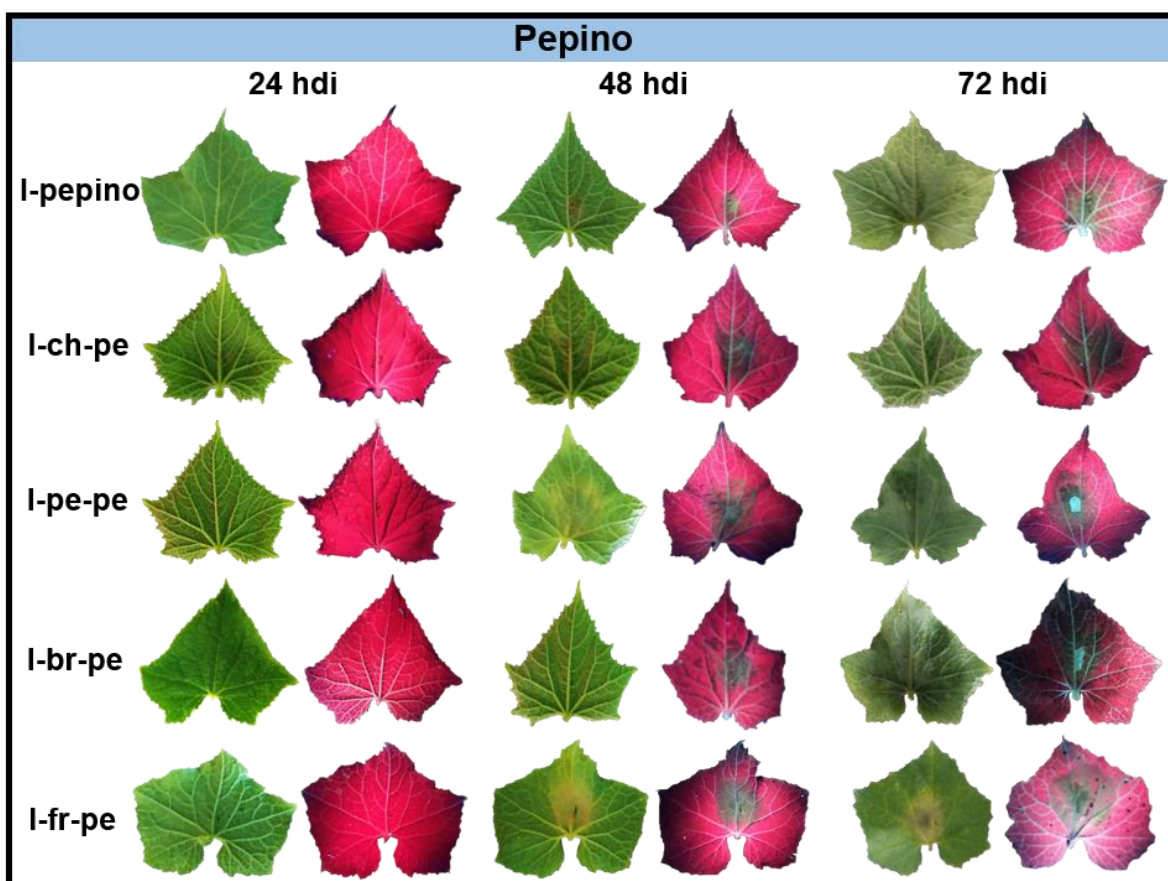 Pepino
24 hdi 48 hdi 72 hdi
I-pepino
I-ch-pe
I-pe-pe
I-br-pe
I-fr-pe